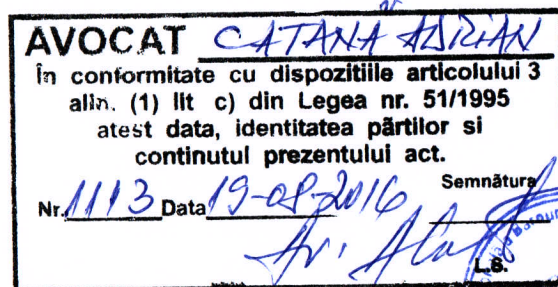 AVOCAT CATANA ADRIAN
în conformitate cu dispozitiile articolului 3
alin. (1) lit c) din Legea nr. 51/1995
atest data, identitatea părtilor si
continutul prezentului act.
Semnătura
Nr. 1113 Data 19-08-2016
Av.
L.S.